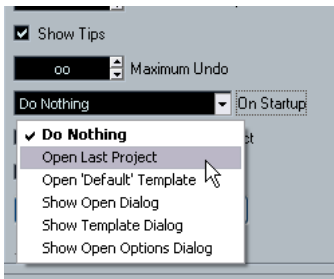 Show Tips
oo Maximum Undo
Do Nothing On Startup
✓ Do Nothing
Open Last Project
Open 'Default' Template
Show Open Dialog
Show Template Dialog
Show Open Options Dialog